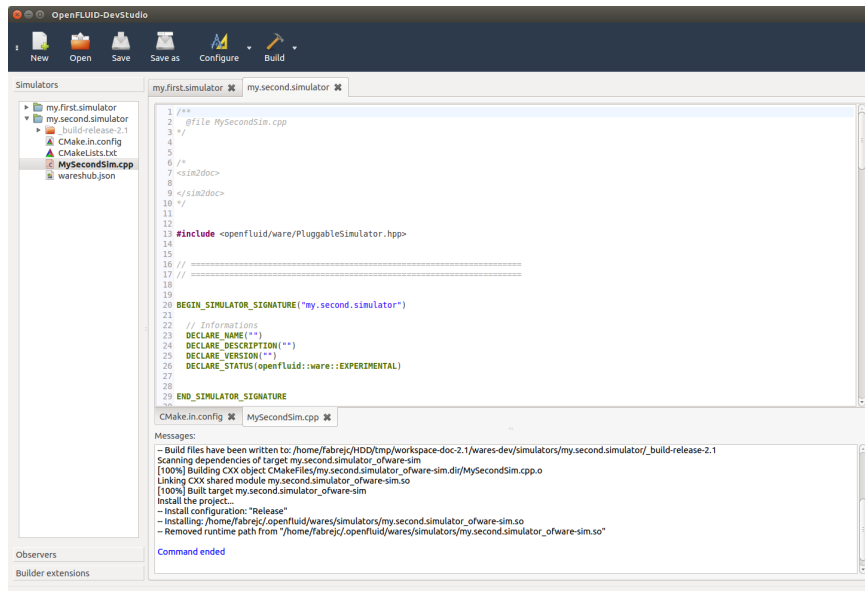 OpenFLUID-DevStudio
New Open Save Save as Configure Build
Simulators
my.first.simulator
my.second.simulator
_build-release-2.1
CMake.in.config
CMakeLists.txt
MySecondSim.cpp
wareshub.json
Observers
Builder extensions
my.first.simulator my.second.simulator
1 /**
2 @file MySecondSim.cpp
3 */
4
5
6 /*
7 <sim2doc>
8
9 </sim2doc>
10 */
11
12
13 #include <openfluid/ware/PluggableSimulator.hpp>
14
15
16 // =====================================================================
17 // =====================================================================
18
19
20 BEGIN_SIMULATOR_SIGNATURE("my.second.simulator")
21
22 // Informations
23 DECLARE_NAME("")
24 DECLARE_DESCRIPTION("")
25 DECLARE_VERSION("")
26 DECLARE_STATUS(openfluid::ware::EXPERIMENTAL)
27
28
29 END_SIMULATOR_SIGNATURE
CMake.in.config MySecondSim.cpp
Messages:
-- Build files have been written to: /home/fabrejc/HDD/tmp/workspace-doc-2.1/wares-dev/simulators/my.second.simulator/_build-release-2.1
Scanning dependencies of target my.second.simulator_ofware-sim
[100%] Building CXX object CMakeFiles/my.second.simulator_ofware-sim.dir/MySecondSim.cpp.o
Linking CXX shared module my.second.simulator_ofware-sim.so
[100%] Built target my.second.simulator_ofware-sim
Install the project...
-- Install configuration: "Release"
-- Installing: /home/fabrejc/.openfluid/wares/simulators/my.second.simulator_ofware-sim.so
-- Removed runtime path from "/home/fabrejc/.openfluid/wares/simulators/my.second.simulator_ofware-sim.so"
Command ended